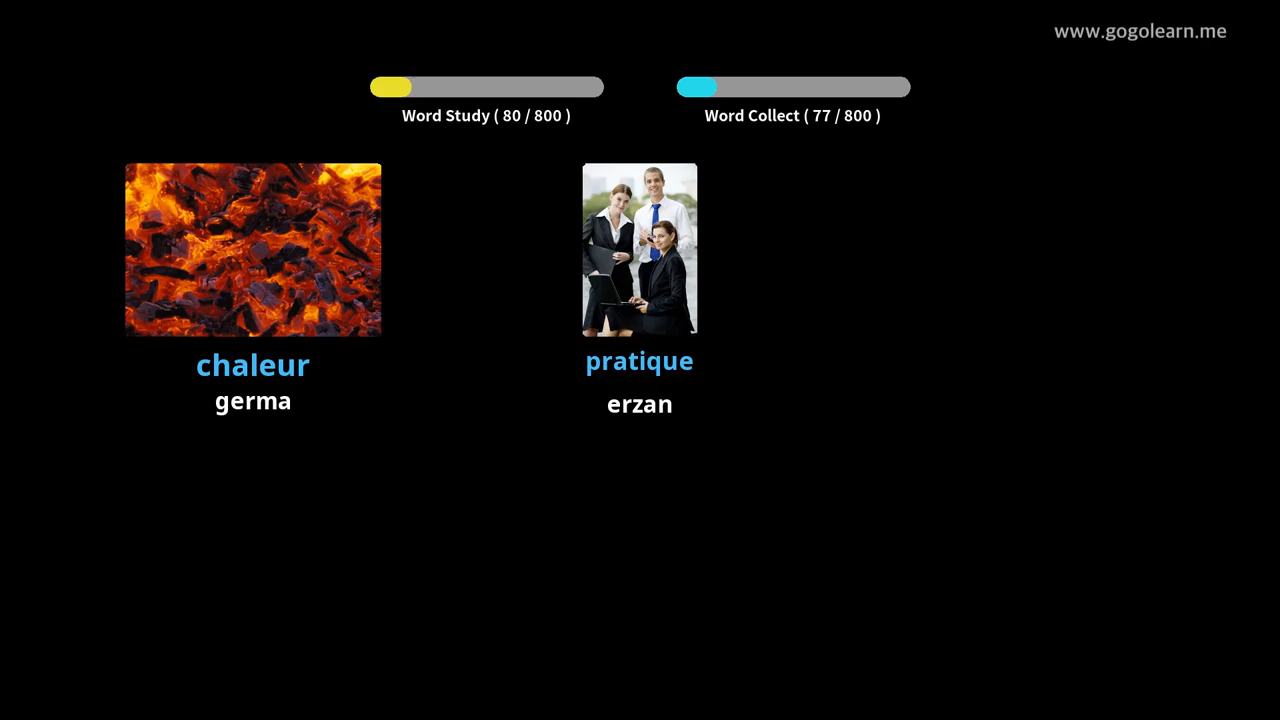 www.gogolearn.me
Word Study ( 80 / 800 )
Word Collect ( 77 / 800 )
chaleur
germa
pratique
erzan